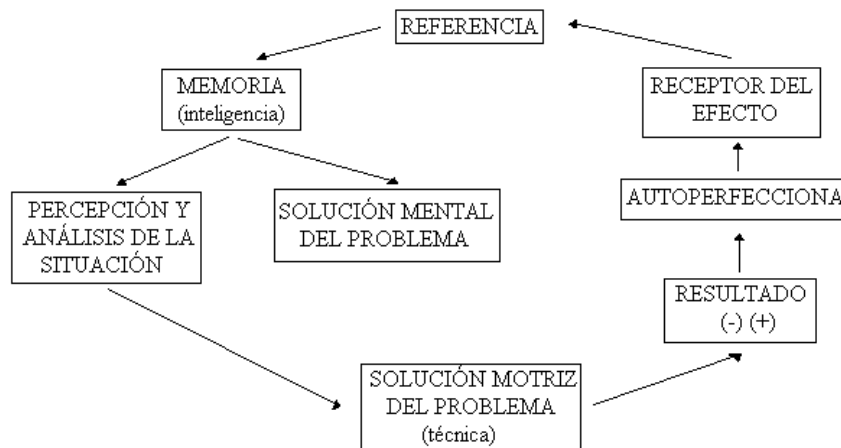 REFERENCIA
MEMORIA
(inteligencia)
RECEPTOR DEL
EFECTO
PERCEPCIÓN Y
ANÁLISIS DE LA
SITUACIÓN
SOLUCIÓN MENTAL
DEL PROBLEMA
AUTOPERFECCIONA
RESULTADO
(-) (+)
SOLUCIÓN MOTRIZ
DEL PROBLEMA
(técnica)